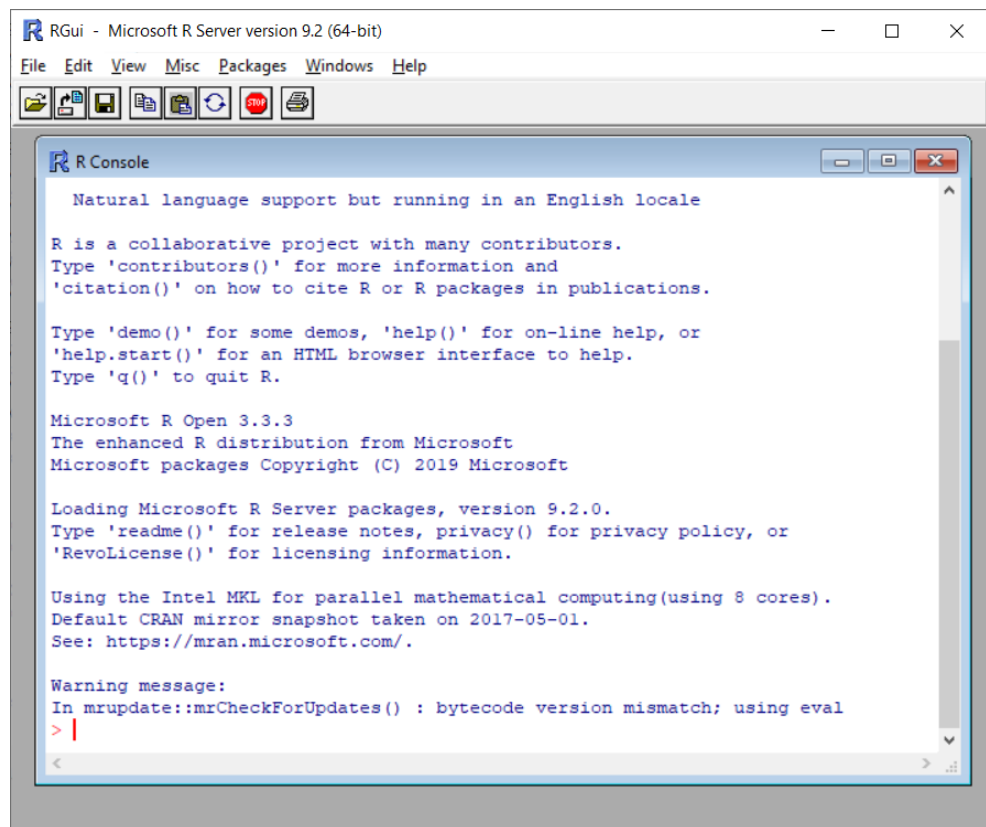 RGui - Microsoft R Server version 9.2 (64-bit)
File Edit View Misc Packages Windows Help
STOP
R Console
Natural language support but running in an English locale
R is a collaborative project with many contributors.
Type 'contributors()' for more information and
'citation()' on how to cite R or R packages in publications.
Type 'demo()' for some demos, 'help()' for on-line help, or
'help.start()' for an HTML browser interface to help.
Type 'q()' to quit R.
Microsoft R Open 3.3.3
The enhanced R distribution from Microsoft
Microsoft packages Copyright (C) 2019 Microsoft
Loading Microsoft R Server packages, version 9.2.0.
Type 'readme()' for release notes, privacy() for privacy policy, or
'RevoLicense()' for licensing information.
Using the Intel MKL for parallel mathematical computing(using 8 cores).
Default CRAN mirror snapshot taken on 2017-05-01.
See: https://mran.microsoft.com/.
Warning message:
In mrupdate::mrCheckForUpdates() : bytecode version mismatch; using eval
>